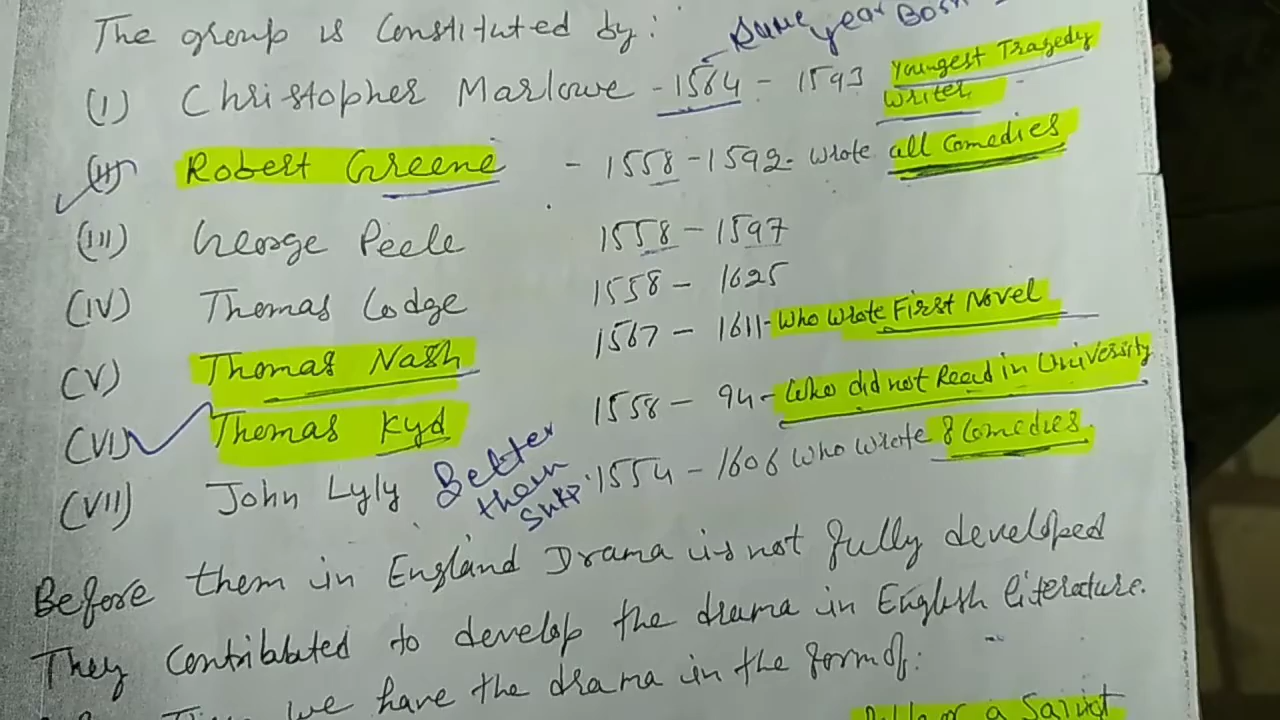 The group is Constituted by:
Same year Born
(I) Christopher Marlowe - 1564 - 1593 Youngest Tragedy
Writer
(II) Robert Greene - 1558 - 1592 - Wrote all Comedies
(III) George Peele 1558 - 1597
(IV) Thomas Lodge 1558 - 1625
(V) Thomas Nash 1567 - 1611 - Who wrote First Novel
(VI) Thomas Kyd 1558 - 94 - Who did not Read in University
(VII) John Lyly 1554 - 1606 Who wrote 8 Comedies.
Better
than
Before them in England Drama is not fully developed
They Contributed to develop the drama in English literature.
we have the drama in the form of: